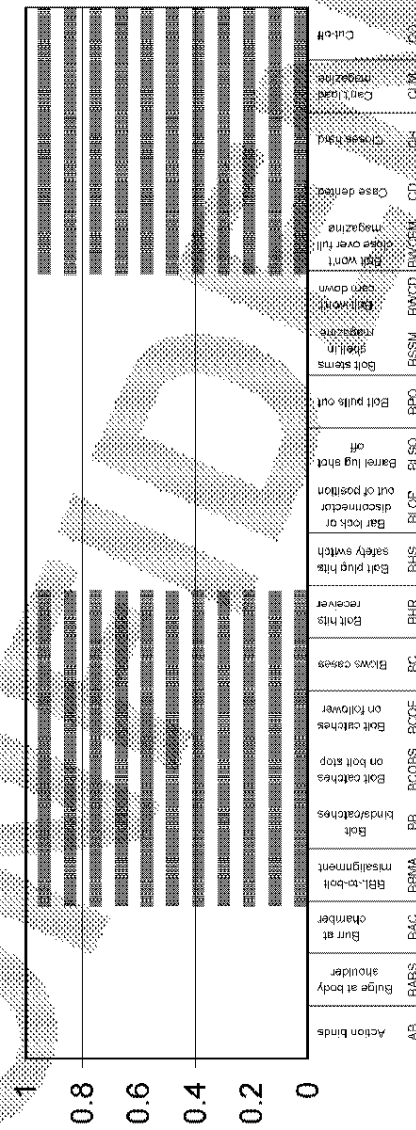 1
0.8
0.6
0.4
0.2
0
Action binds
AB
Bulge at body
shoulder
BABS
Burr at
chamber
BAC
BBL-to-bolt
misalignment
BBMA
Bolt
binds/catches
BB
Bolt catches
on bolt stop
BCOBS
Bolt catches
on follower
BCOF
Blows cases
BC
Bolt hits
receiver
BHR
Bolt plug hits
safety switch
BHS
Bar lock or
disconnector
out of position
Barrel lug shot
off
BLSO
Bolt pulls out
BPO
Bolt stems
shell in
magazine
BSSM
Bolt won't
cam down
BWCD
Bolt won't
close over full
magazine
Case dented
CD
Closes hard
CH
Can't load
magazine
Cut-off